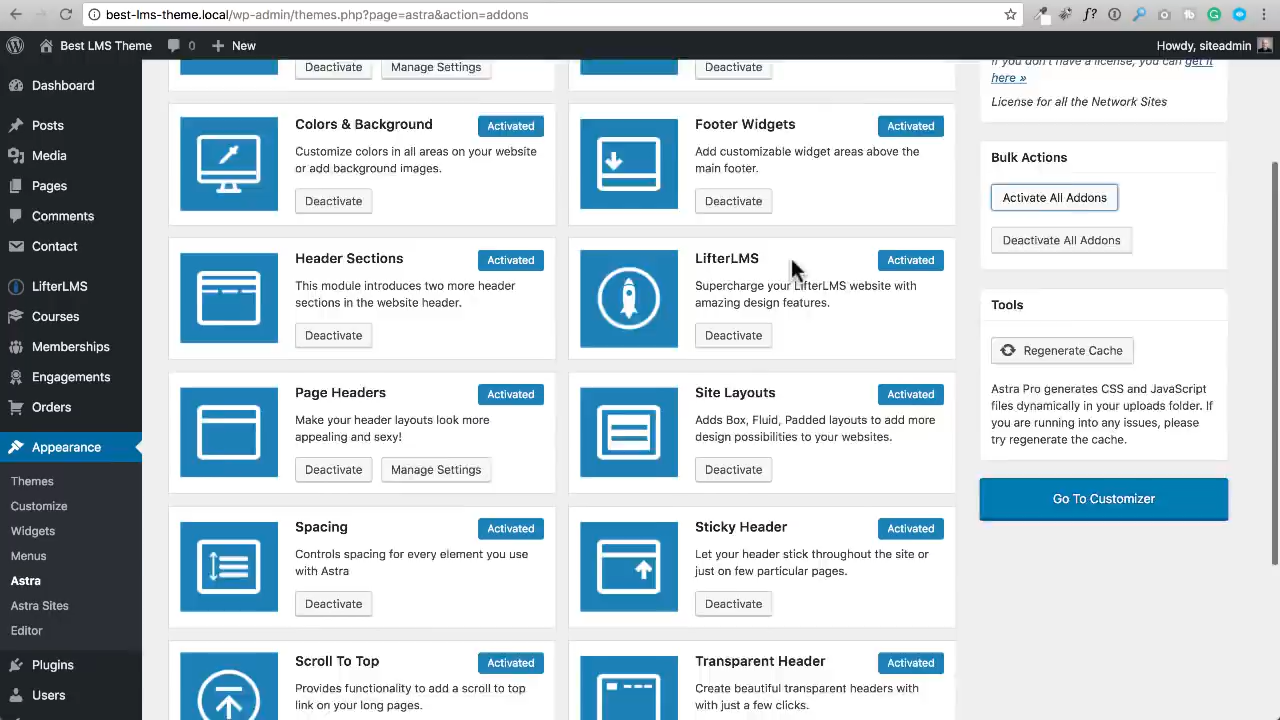 best-lms-theme.local/wp-admin/themes.php?page=astra&action=addons
Best LMS Theme
0
New
Howdy, siteadmin
Dashboard
Posts
Media
Pages
Comments
Contact
LifterLMS
Courses
Memberships
Engagements
Orders
Appearance
Themes
Customize
Widgets
Menus
Astra
Astra Sites
Editor
Plugins
Users
Deactivate
Manage Settings
Deactivate
Colors & Background
Activated
Customize colors in all areas on your website
or add background images.
Deactivate
Footer Widgets
Activated
Add customizable widget areas above the
main footer.
Deactivate
Header Sections
Activated
This module introduces two more header
sections in the website header.
Deactivate
LifterLMS
Activated
Supercharge your LifterLMS website with
amazing design features.
Deactivate
Page Headers
Activated
Make your header layouts look more
appealing and sexy!
Deactivate
Manage Settings
Site Layouts
Activated
Adds Box, Fluid, Padded layouts to add more
design possibilities to your websites.
Deactivate
Spacing
Activated
Controls spacing for every element you use
with Astra
Deactivate
Sticky Header
Activated
Let your header stick throughout the site or
just on few particular pages.
Deactivate
Scroll To Top
Activated
Provides functionality to add a scroll to top
link on your long pages.
Transparent Header
Activated
Create beautiful transparent headers with
with just a few clicks.
If you don't have a license, you can get it
here »
License for all the Network Sites
Bulk Actions
Activate All Addons
Deactivate All Addons
Tools
Regenerate Cache
Astra Pro generates CSS and JavaScript
files dynamically in your uploads folder. If
you are running into any issues, please
try regenerate the cache.
Go To Customizer